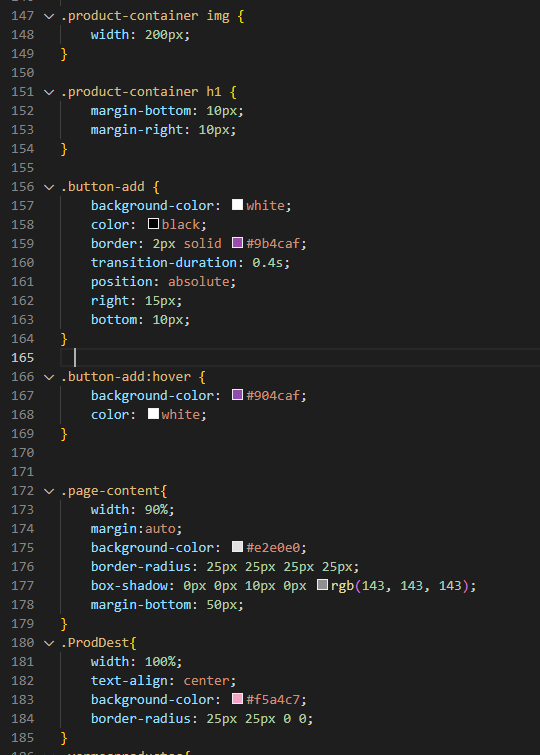 147 .product-container img {
148 width: 200px;
149 }
150
151 .product-container h1 {
152 margin-bottom: 10px;
153 margin-right: 10px;
154 }
155
156 .button-add {
157 background-color: white;
158 color: black;
159 border: 2px solid #9b4caf;
160 transition-duration: 0.4s;
161 position: absolute;
162 right: 15px;
163 bottom: 10px;
164 }
165
166 .button-add:hover {
167 background-color: #904caf;
168 color: white;
169 }
170
171
172 .page-content{
173 width: 90%;
174 margin:auto;
175 background-color: #e2e0e0;
176 border-radius: 25px 25px 25px 25px;
177 box-shadow: 0px 0px 10px 0px rgb(143, 143, 143);
178 margin-bottom: 50px;
179 }
180 .ProdDest{
181 width: 100%;
182 text-align: center;
183 background-color: #f5a4c7;
184 border-radius: 25px 25px 0 0;
185 }